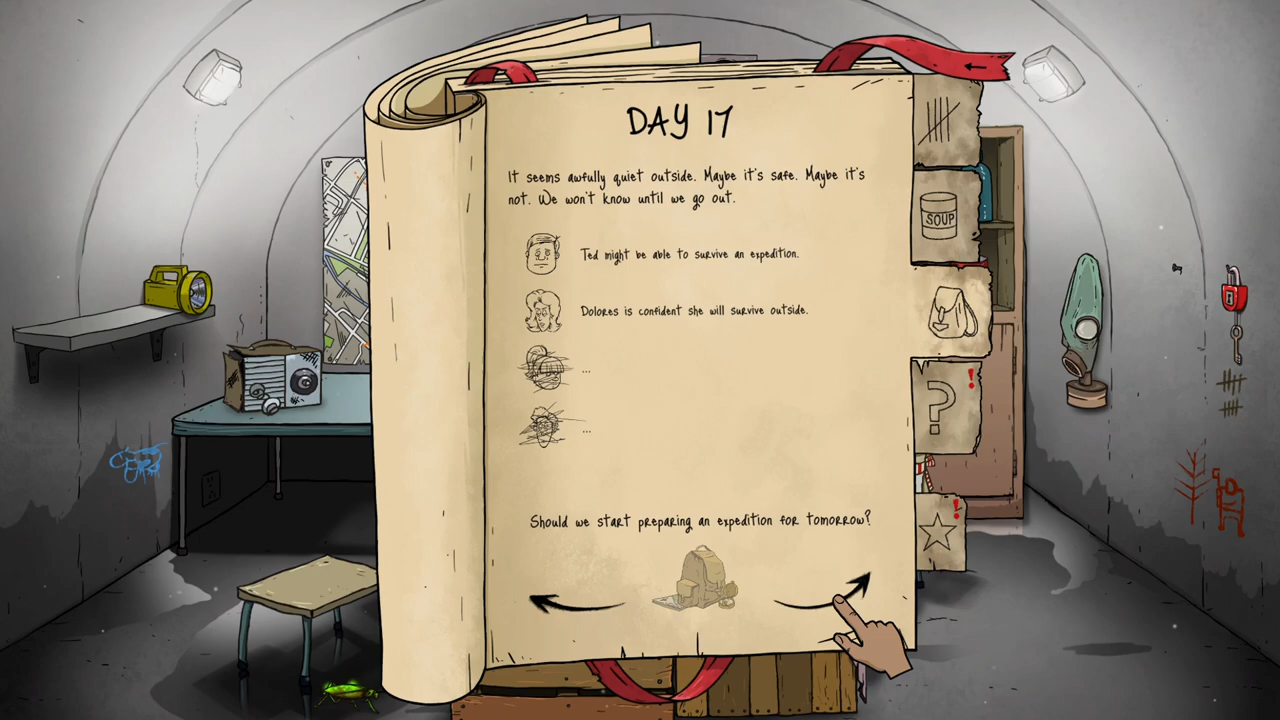 DAY 17
It seems awfully quiet outside. Maybe it's safe. Maybe it's
not. We won't know until we go out.
Ted might be able to survive an expedition.
Dolores is confident she will survive outside.
...
...
Should we start preparing an expedition for tomorrow?
SOUP
?
!
!